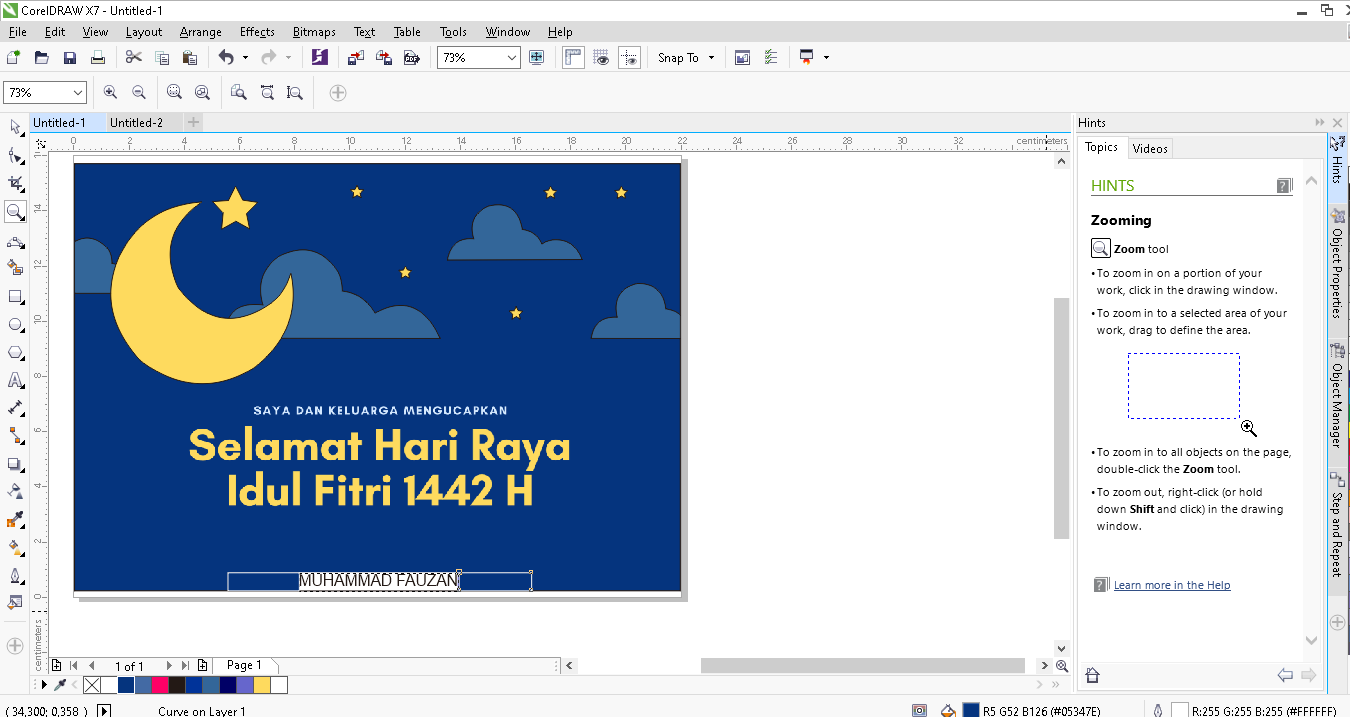 CorelDRAW X7 - Untitled-1
File Edit View Layout Arrange Effects Bitmaps Text Table Tools Window Help
73% Snap To
73%
Untitled-1 Untitled-2
0 2 4 6 8 10 12 14 16 18 20 22 24 26 28 30 32 centimeters
14
12
10
8
6
4
2
0
centimeters
SAYA DAN KELUARGA MENGUCAPKAN
Selamat Hari Raya
Idul Fitri 1442 H
MUHAMMAD FAUZAN
1 of 1 Page 1
Hints
Topics Videos
HINTS
Zooming
Zoom tool
•To zoom in on a portion of your
work, click in the drawing window.
•To zoom in to a selected area of your
work, drag to define the area.
•To zoom in to all objects on the page,
double-click the Zoom tool.
•To zoom out, right-click (or hold
down Shift and click) in the drawing
window.
Learn more in the Help
Hints
Object Properties
Object Manager
Step and Repeat
( 34,300; 0,358 ) Curve on Layer 1 R5 G52 B126 (#05347E) R:255 G:255 B:255 (#FFFFFF)